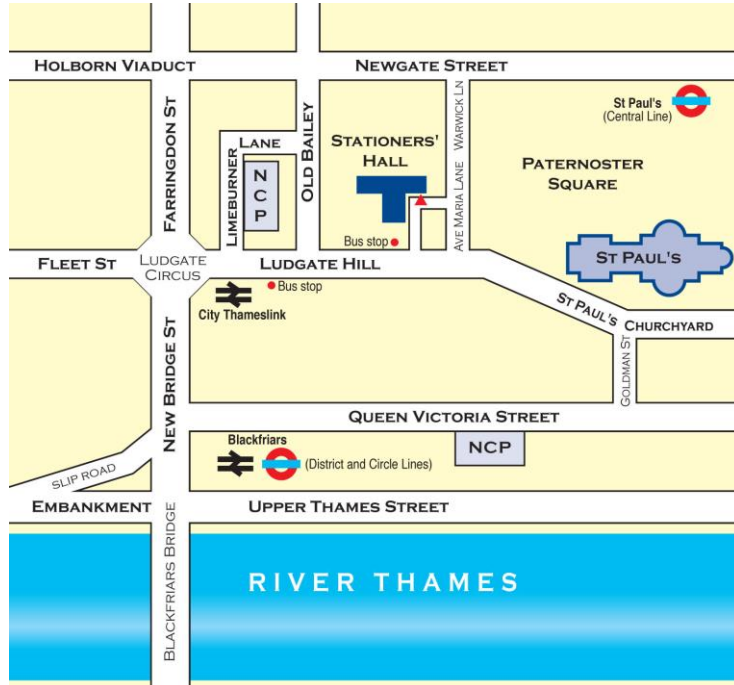 HOLBORN VIADUCT
NEWGATE STREET
FARRINGDON ST
OLD BAILEY
WARWICK LN
St Paul's
(Central Line)
LIMEBURNER
LANE
NCP
STATIONERS'
HALL
AVE MARIA LANE
PATERNOSTER
SQUARE
Bus stop
FLEET ST
LUDGATE
CIRCUS
LUDGATE HILL
ST PAUL'S
Bus stop
City Thameslink
ST PAUL'S
CHURCHYARD
GOLDMAN ST
NEW BRIDGE ST
QUEEN VICTORIA STREET
Blackfriars
(District and Circle Lines)
NCP
SLIP ROAD
EMBANKMENT
UPPER THAMES STREET
BLACKFRIARS BRIDGE
RIVER THAMES